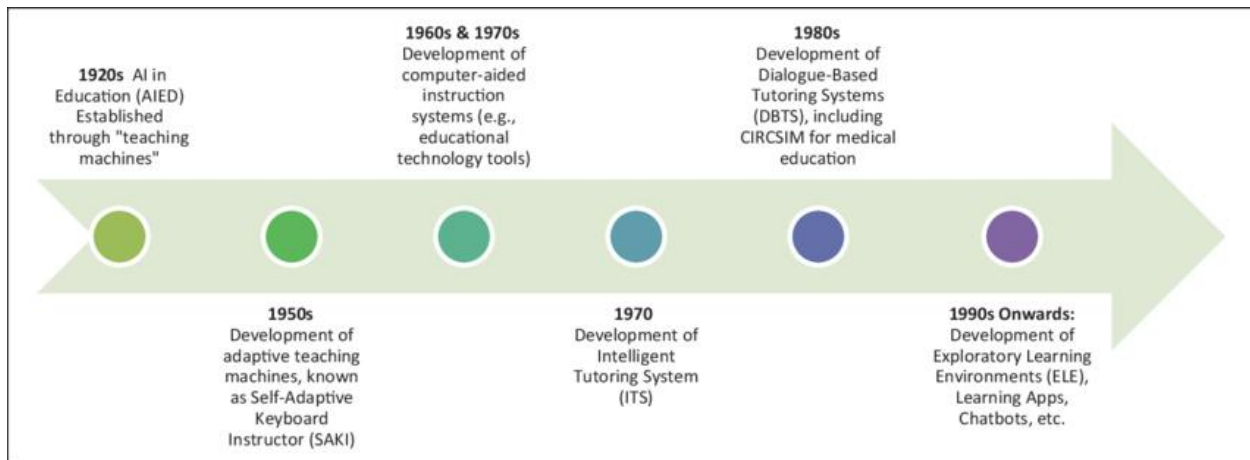 1920s AI in
Education (AIED)
Established
through "teaching
machines"
1950s
Development of
adaptive teaching
machines, known
as Self-Adaptive
Keyboard
Instructor (SAKI)
1960s & 1970s
Development of
computer-aided
instruction
systems (e.g.,
educational
technology tools)
1970
Development of
Intelligent
Tutoring System
(ITS)
1980s
Development of
Dialogue-Based
Tutoring Systems
(DBTS), including
CIRCSIM for medical
education
1990s Onwards:
Development of
Exploratory Learning
Environments (ELE),
Learning Apps,
Chatbots, etc.